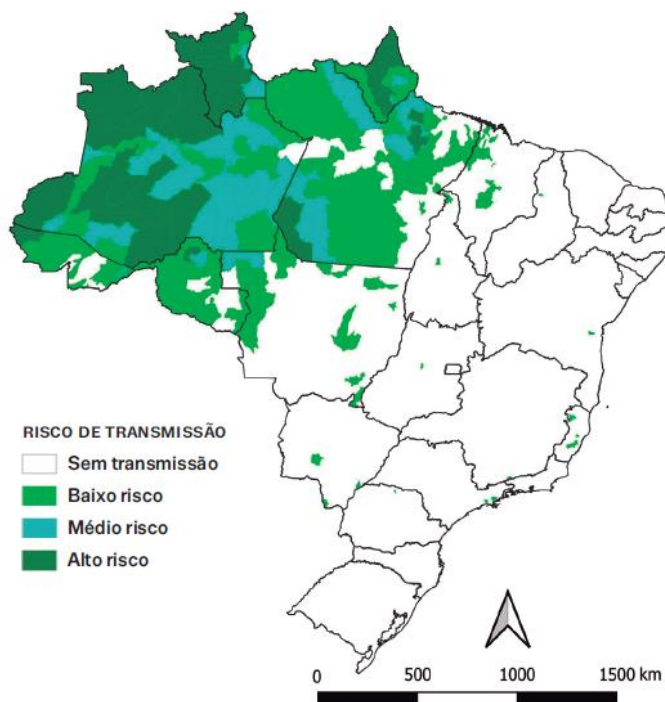 RISCO DE TRANSMISSÃO
Sem transmissão
Baixo risco
Médio risco
Alto risco
0 500 1000 1500 km